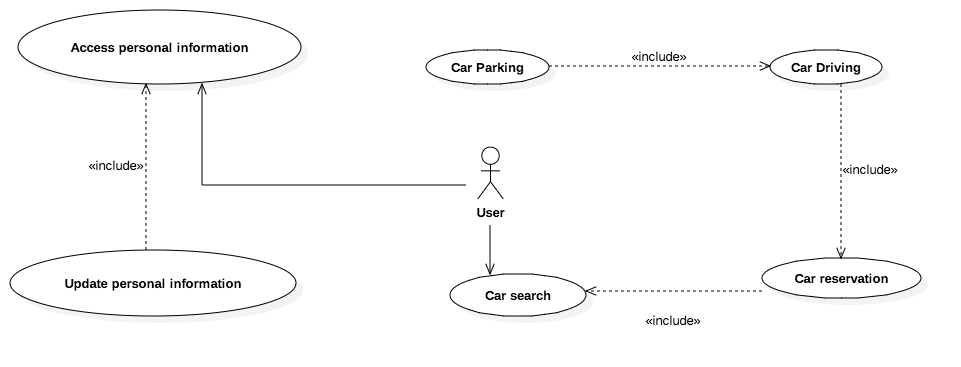 Access personal information
«include»
Car Parking
Car Driving
«include»
«include»
User
Update personal information
Car search
Car reservation
«include»